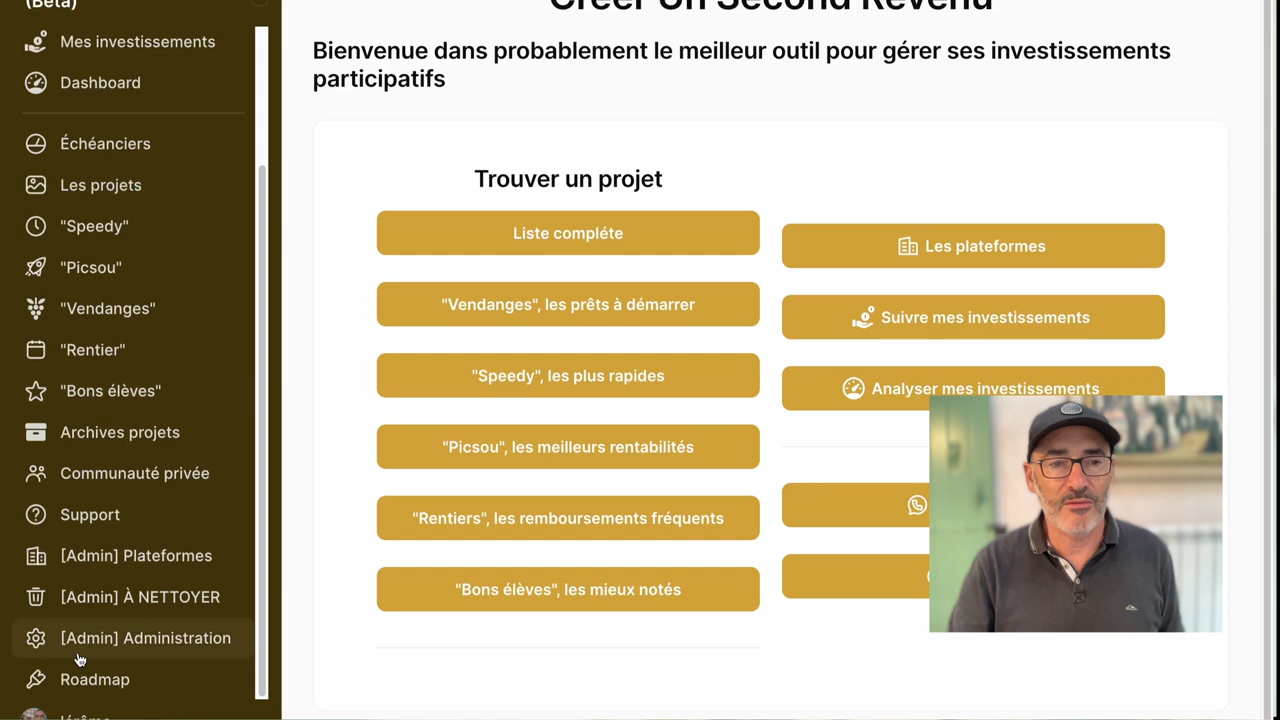 (Beta)
Mes investissements
Dashboard
Échéanciers
Les projets
"Speedy"
"Picsou"
"Vendanges"
"Rentier"
"Bons élèves"
Archives projets
Communauté privée
Support
[Admin] Plateformes
[Admin] À NETTOYER
[Admin] Administration
Roadmap
Jérôme
Créer Un Second Revenu
Bienvenue dans probablement le meilleur outil pour gérer ses investissements
participatifs
Trouver un projet
Liste compléte
"Vendanges", les prêts à démarrer
"Speedy", les plus rapides
"Picsou", les meilleurs rentabilités
"Rentiers", les remboursements fréquents
"Bons élèves", les mieux notés
Les plateformes
Suivre mes investissements
Analyser mes investissements